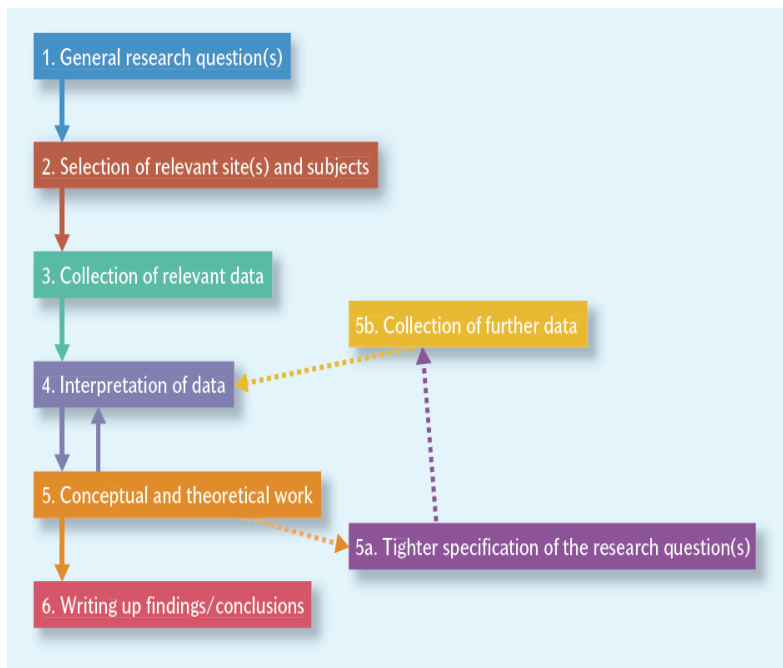 1. General research question(s)
2. Selection of relevant site(s) and subjects
3. Collection of relevant data
5b. Collection of further data
4. Interpretation of data
5. Conceptual and theoretical work
5a. Tighter specification of the research question(s)
6. Writing up findings/conclusions